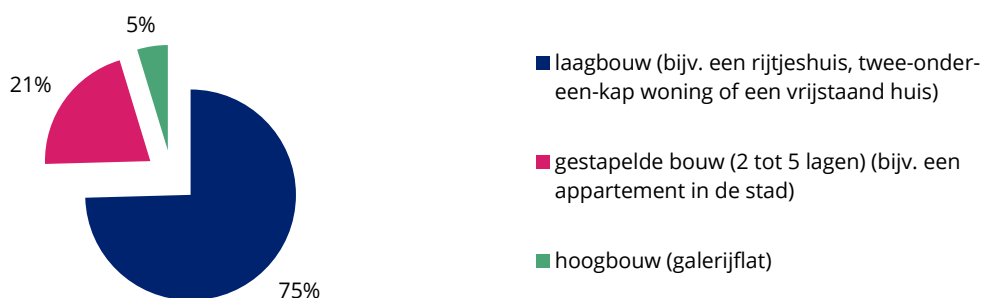 5%
21%
75%
laagbouw (bijv. een rijtjeshuis, twee-onder-
een-kap woning of een vrijstaand huis)
gestapelde bouw (2 tot 5 lagen) (bijv. een
appartement in de stad)
hoogbouw (galerijflat)